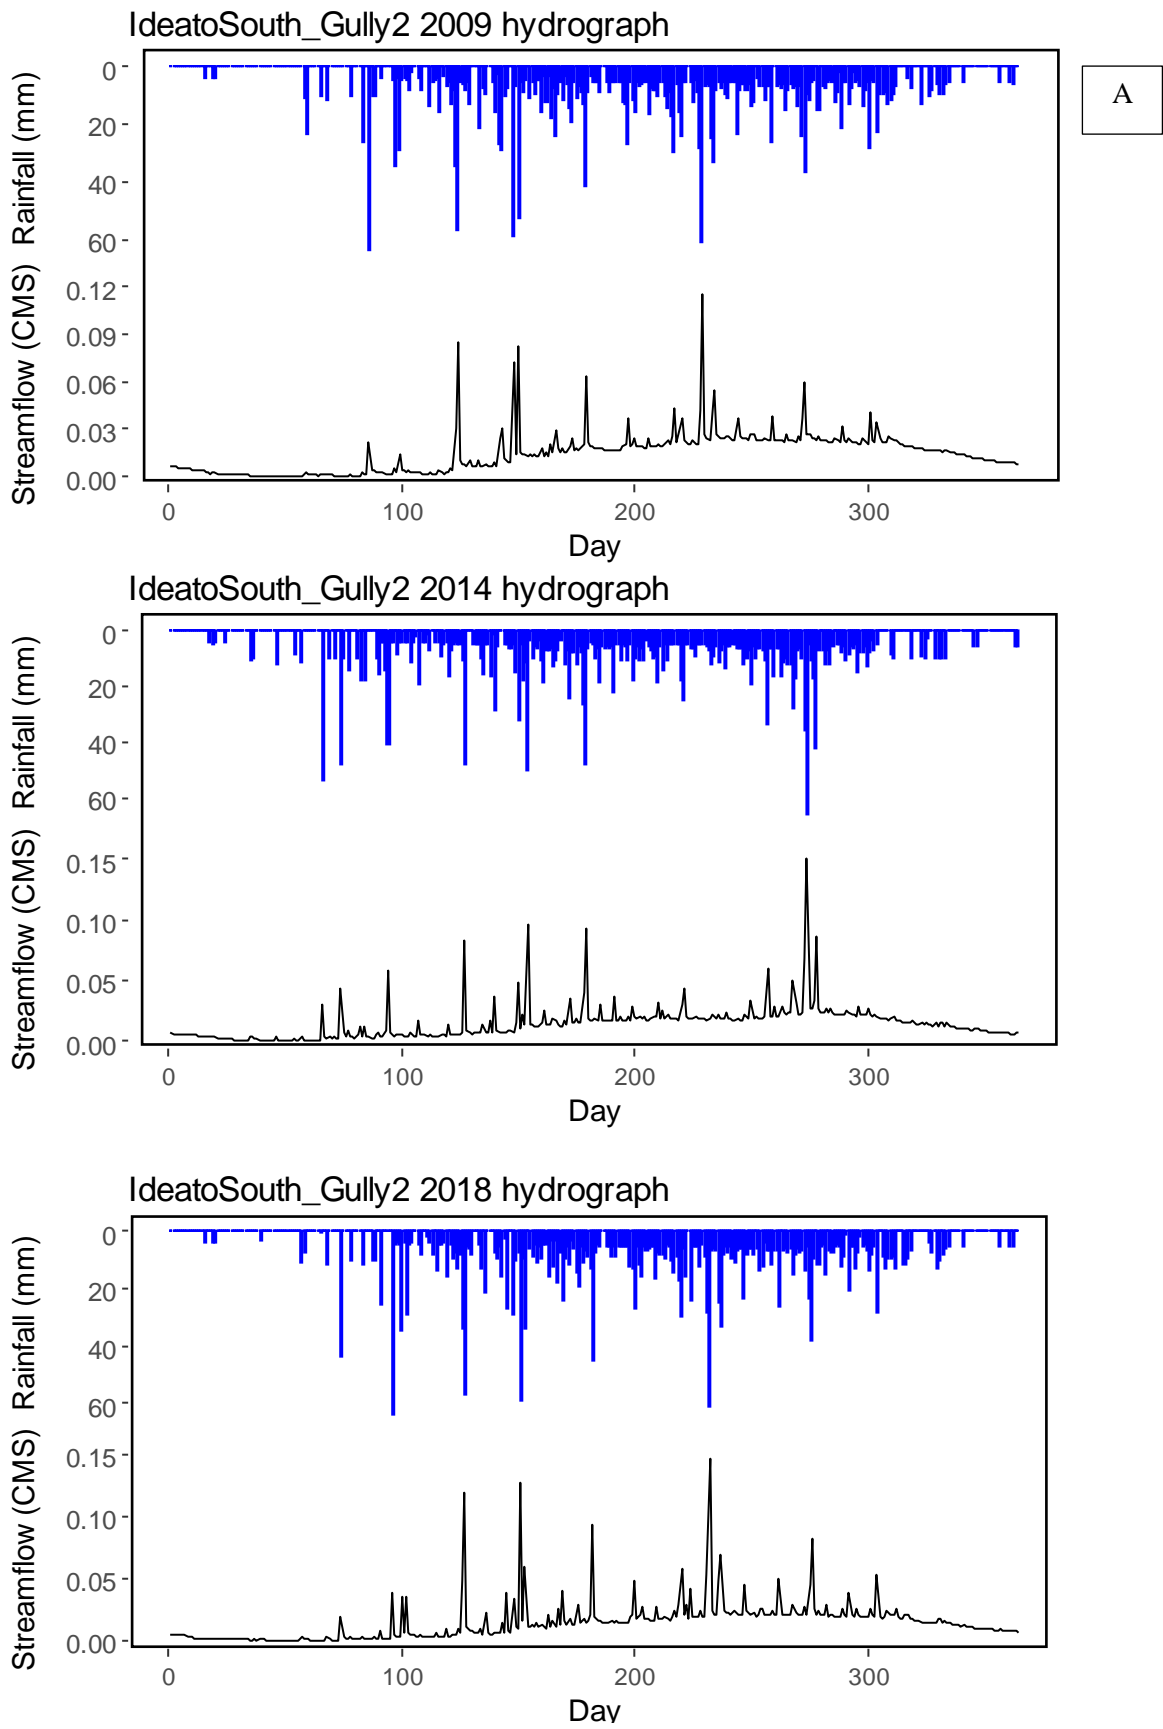 IdeatoSouth_Gully2 2009 hydrograph
A
Rainfall (mm)
0
20
40
60
Streamflow (CMS)
0.12
0.09
0.06
0.03
0.00
0 100 200 300
Day
IdeatoSouth_Gully2 2014 hydrograph
Rainfall (mm)
0
20
40
60
Streamflow (CMS)
0.15
0.10
0.05
0.00
0 100 200 300
Day
IdeatoSouth_Gully2 2018 hydrograph
Rainfall (mm)
0
20
40
60
Streamflow (CMS)
0.15
0.10
0.05
0.00
0 100 200 300
Day